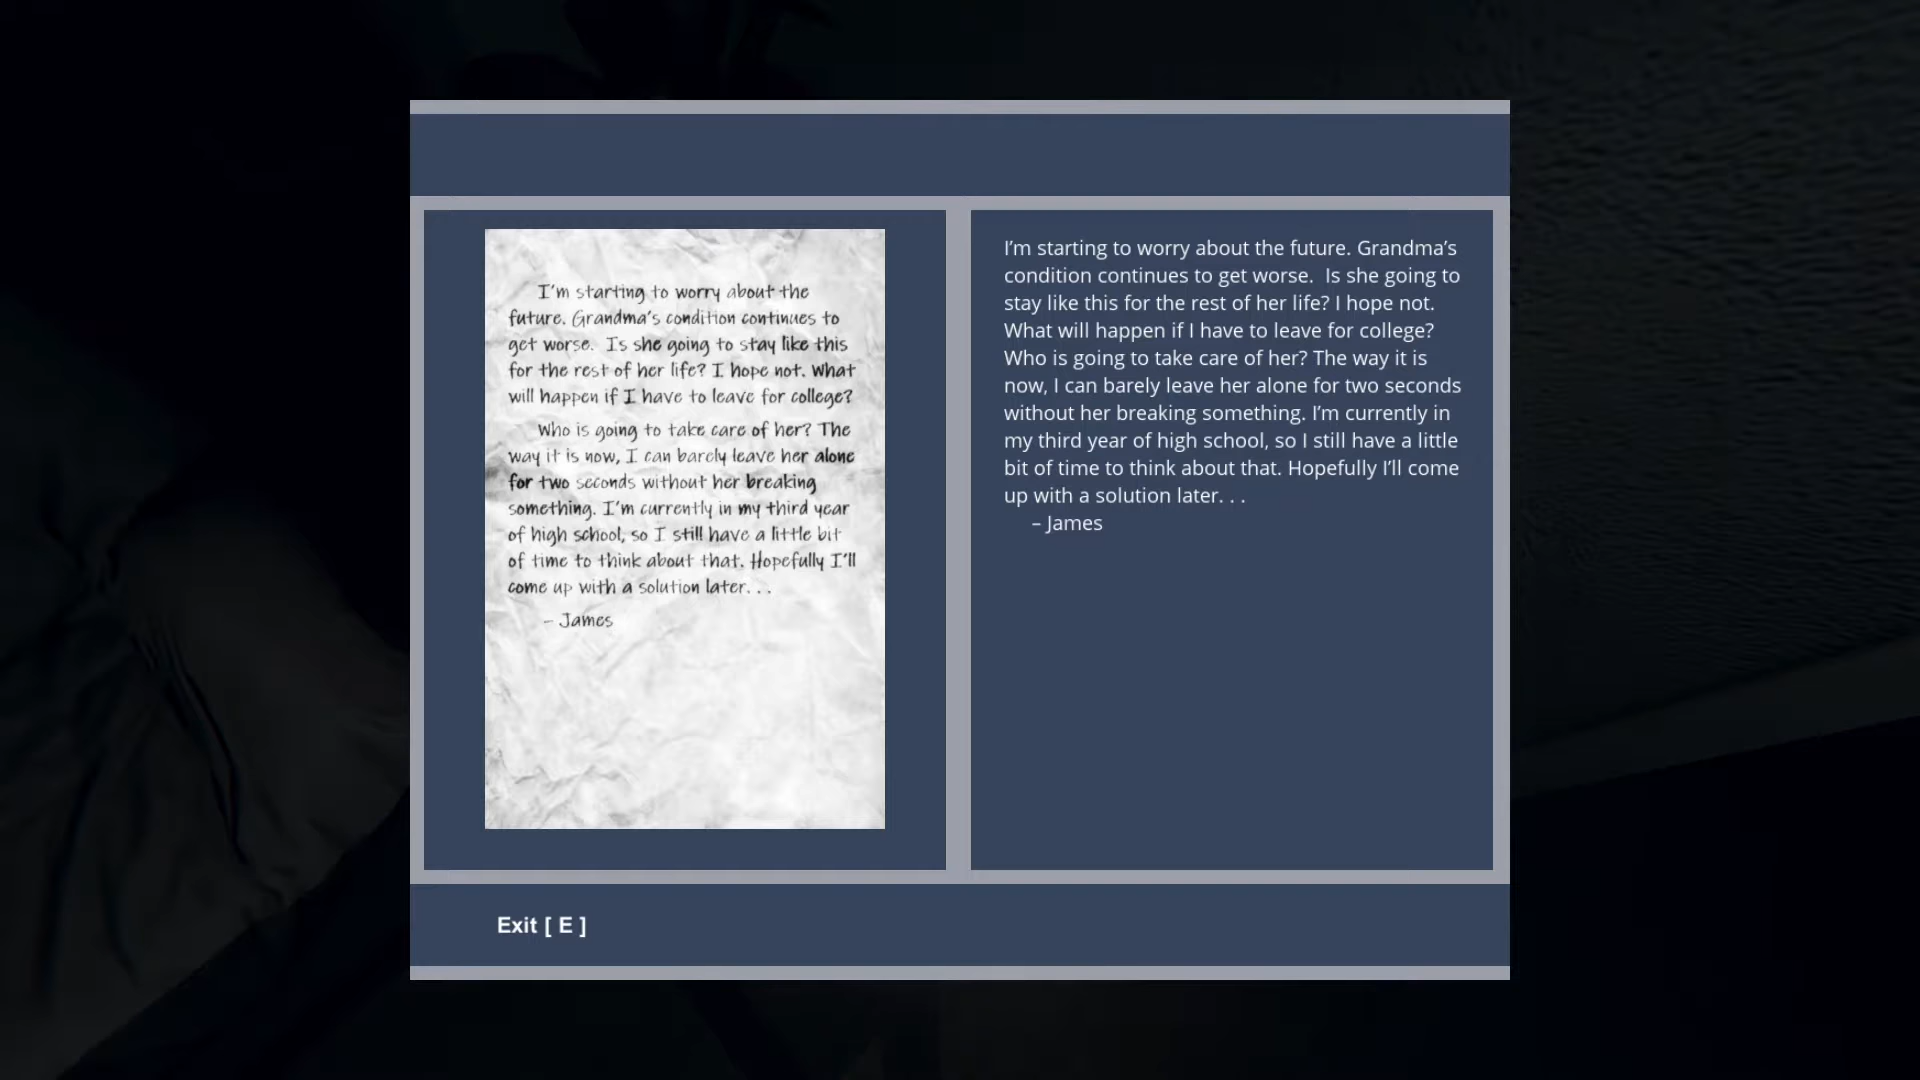 I'm starting to worry about the
future. Grandma's condition continues to
get worse.  Is she going to stay like this
for the rest of her life? I hope not. What
will happen if I have to leave for college?
Who is going to take care of her? The
way it is now, I can barely leave her alone
for two seconds without her breaking
something. I'm currently in my third year
of high school, so I still have a little bit
of time to think about that. Hopefully I'll
come up with a solution later. . .
– James
I’m starting to worry about the future. Grandma’s
condition continues to get worse.  Is she going to
stay like this for the rest of her life? I hope not.
What will happen if I have to leave for college?
Who is going to take care of her? The way it is
now, I can barely leave her alone for two seconds
without her breaking something. I’m currently in
my third year of high school, so I still have a little
bit of time to think about that. Hopefully I’ll come
up with a solution later. . .
– James
Exit [ E ]